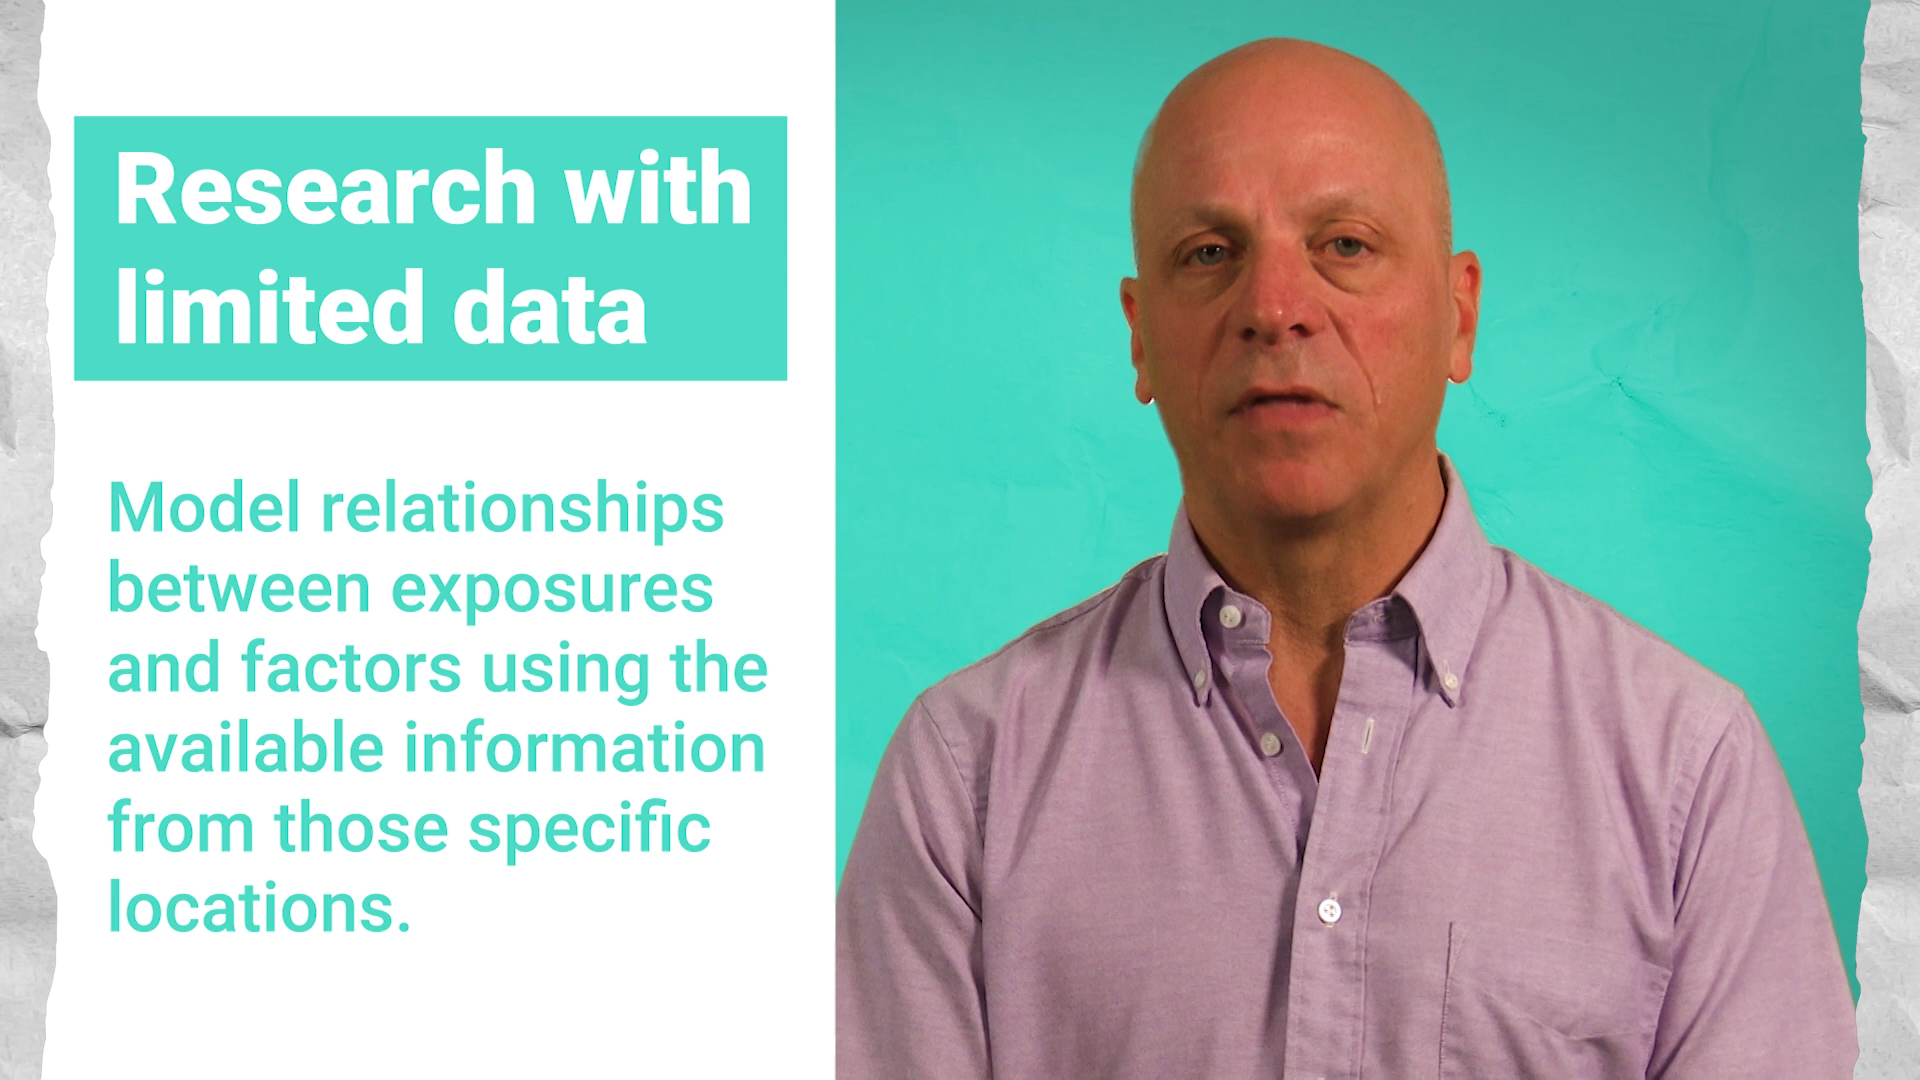 Research with
limited data
Model relationships
between exposures
and factors using the
available information
from those specific
locations.